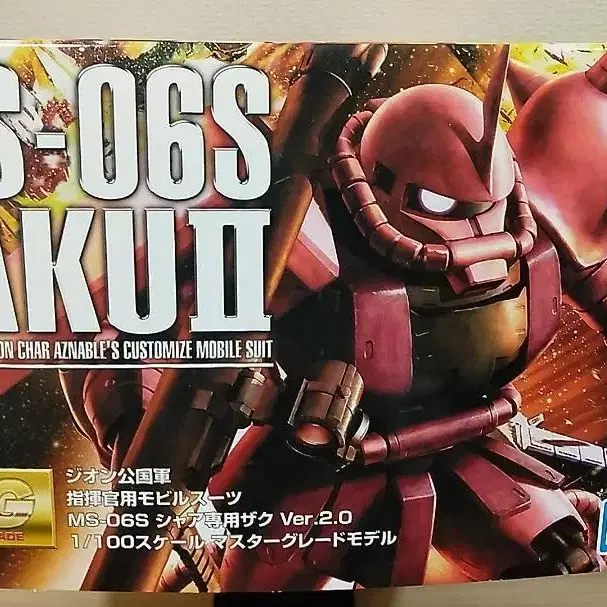 S-06S
AKUII
ON CHAR AZNABLE'S CUSTOMIZE MOBILE SUIT
G
ジオン公国軍
指揮官用モビルスーツ
MS-06S シャア専用ザク Ver.2.0
1/100スケール マスターグレードモデル